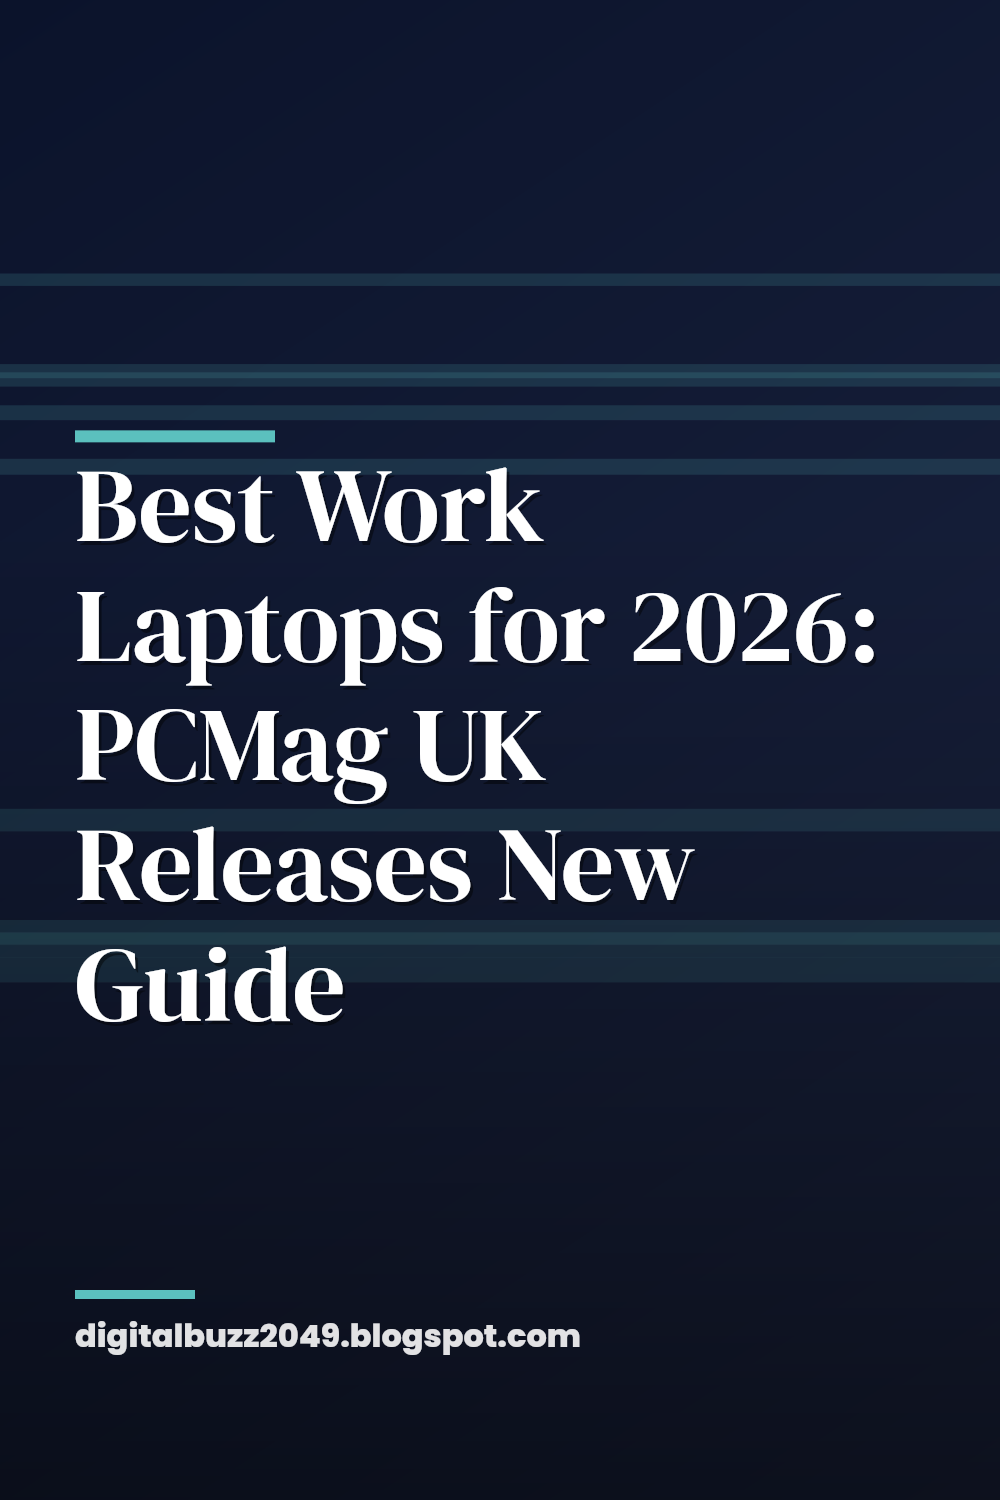 Best Work
Laptops for 2026:
PCMag UK
Releases New
Guide
digitalbuzz2049.blogspot.com